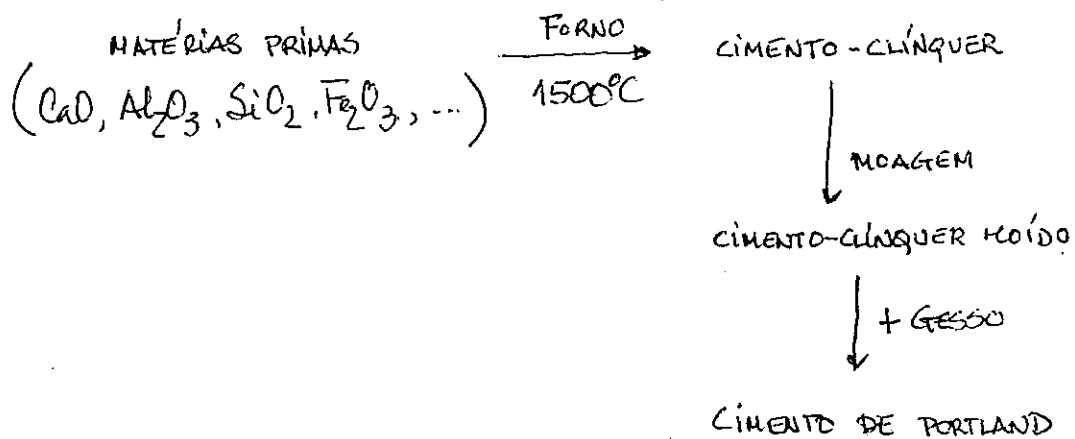 MATÉRIAS PRIMAS
(CaO, Al2O3, SiO2, Fe2O3, ...)
FORNO
1500°C
CIMENTO-CLÍNQUER
MOAGEM
CIMENTO-CLÍNQUER MOÍDO
+ GESSO
CIMENTO DE PORTLAND